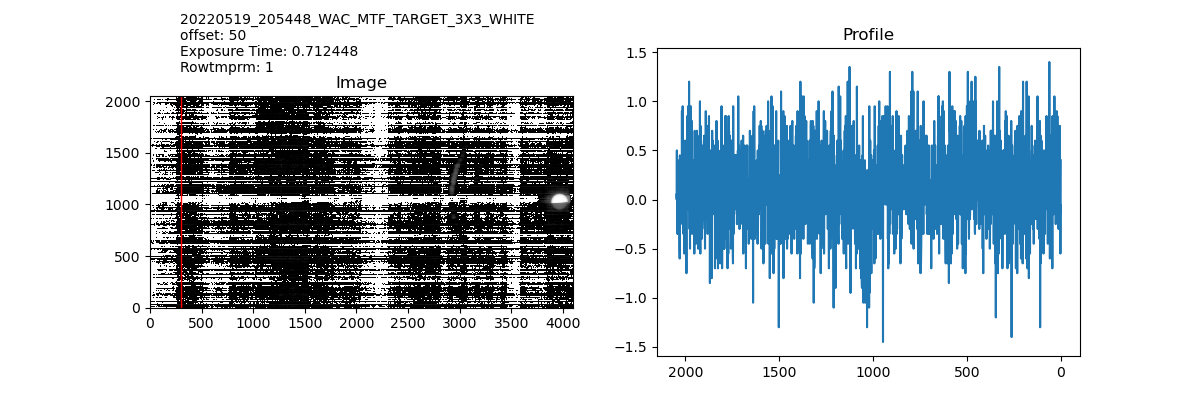 20220519_205448_WAC_MTF_TARGET_3X3_WHITE
offset: 50
Exposure Time: 0.712448
Rowtmprm: 1
Image
2000
1500
1000
500
0
0 500 1000 1500 2000 2500 3000 3500 4000
Profile
1.5
1.0
0.5
0.0
−0.5
−1.0
−1.5
2000 1500 1000 500 0